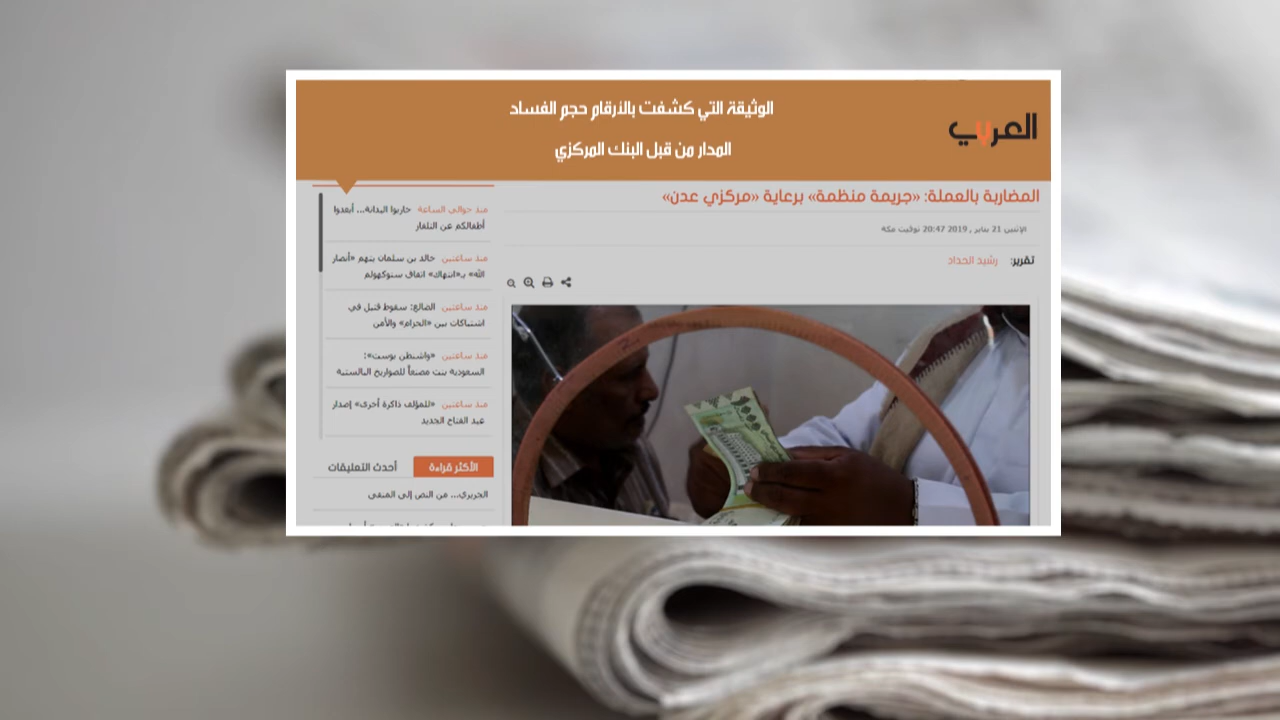 الوثيقة التي كشفت بالأرقام حجم الفساد
المدار من قبل البنك المركزي
العربي
المضاربة بالعملة: «جريمة منظمة» برعاية «مركزي عدن»
الإثنين 21 يناير , 2019 20:47 توقيت مكة
تقرير: رشيد الحداد
منذ حوالي الساعة حاربوا البدانة... أبعدوا
أطفالكم عن التلفاز
منذ ساعتين خالد بن سلمان يتهم «أنصار
الله» بـ«انتهاك» اتفاق ستوكهولم
منذ ساعتين الضالع: سقوط قتيل في
اشتباكات بين «الحزام» والأمن
منذ ساعتين «واشنطن بوست»:
السعودية بنت مصنعاً للصواريخ البالستية
منذ ساعتين «للمؤلف ذاكرة أخرى» إصدار
عبد الفتاح الجديد
الأكثر قراءة أحدث التعليقات
من النص إلى المنفى